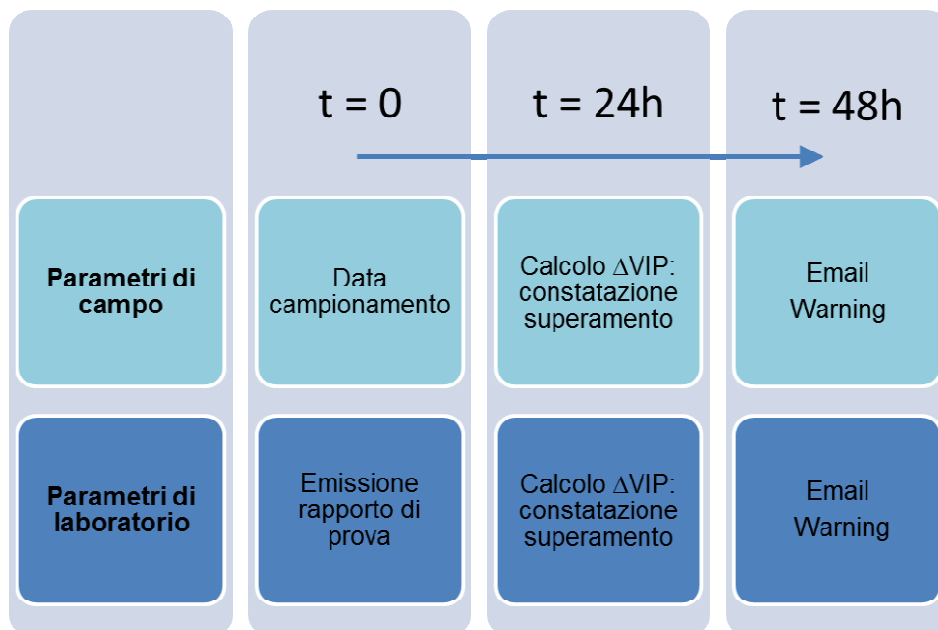 t = 0
t = 24h
t = 48h
Parametri di
campo
Data
campionamento
Calcolo ∆VIP:
constatazione
superamento
Email
Warning
Parametri di
laboratorio
Emissione
rapporto di
prova
Calcolo ∆VIP:
constatazione
superamento
Email
Warning